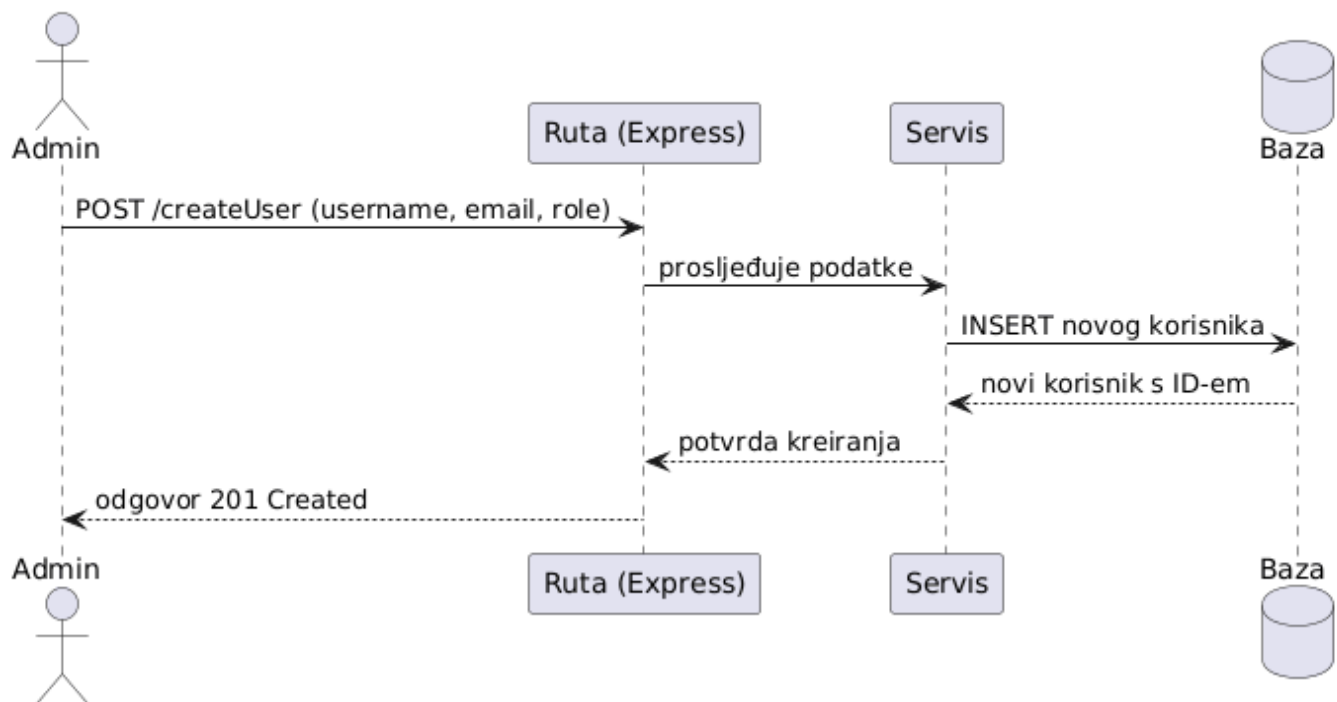 Admin
Ruta (Express)
Servis
Baza
POST /createUser (username, email, role)
prosljeđuje podatke
INSERT novog korisnika
novi korisnik s ID-em
potvrda kreiranja
odgovor 201 Created
Admin
Ruta (Express)
Servis
Baza